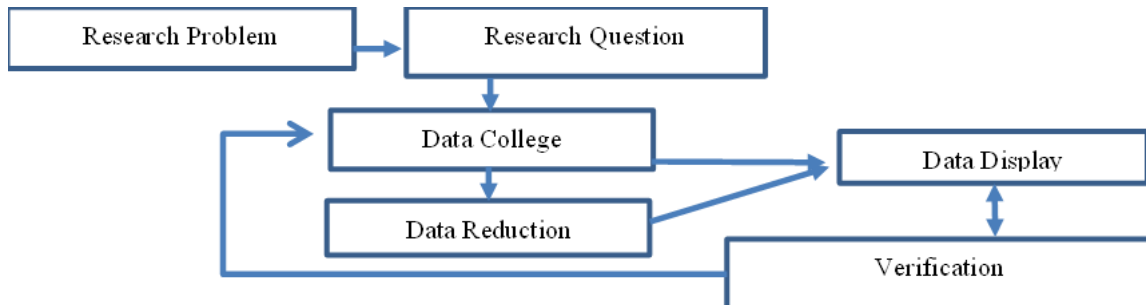 Research Problem
Research Question
Data College
Data Display
Data Reduction
Verification